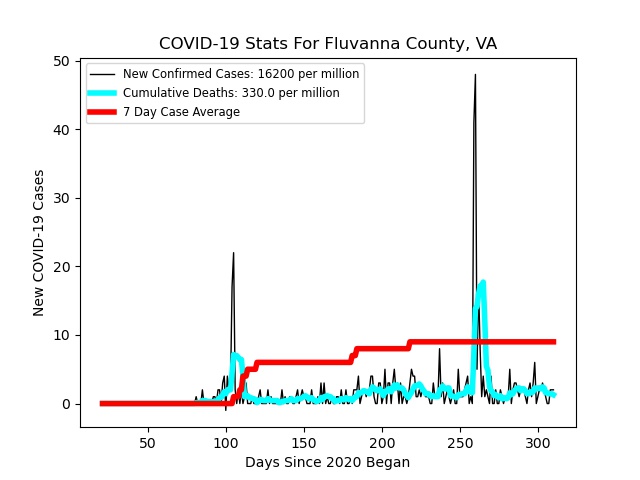 COVID-19 Stats For Fluvanna County, VA
New Confirmed Cases: 16200 per million
Cumulative Deaths: 330.0 per million
7 Day Case Average
New COVID-19 Cases
50
40
30
20
10
0
50 100 150 200 250 300
Days Since 2020 Began